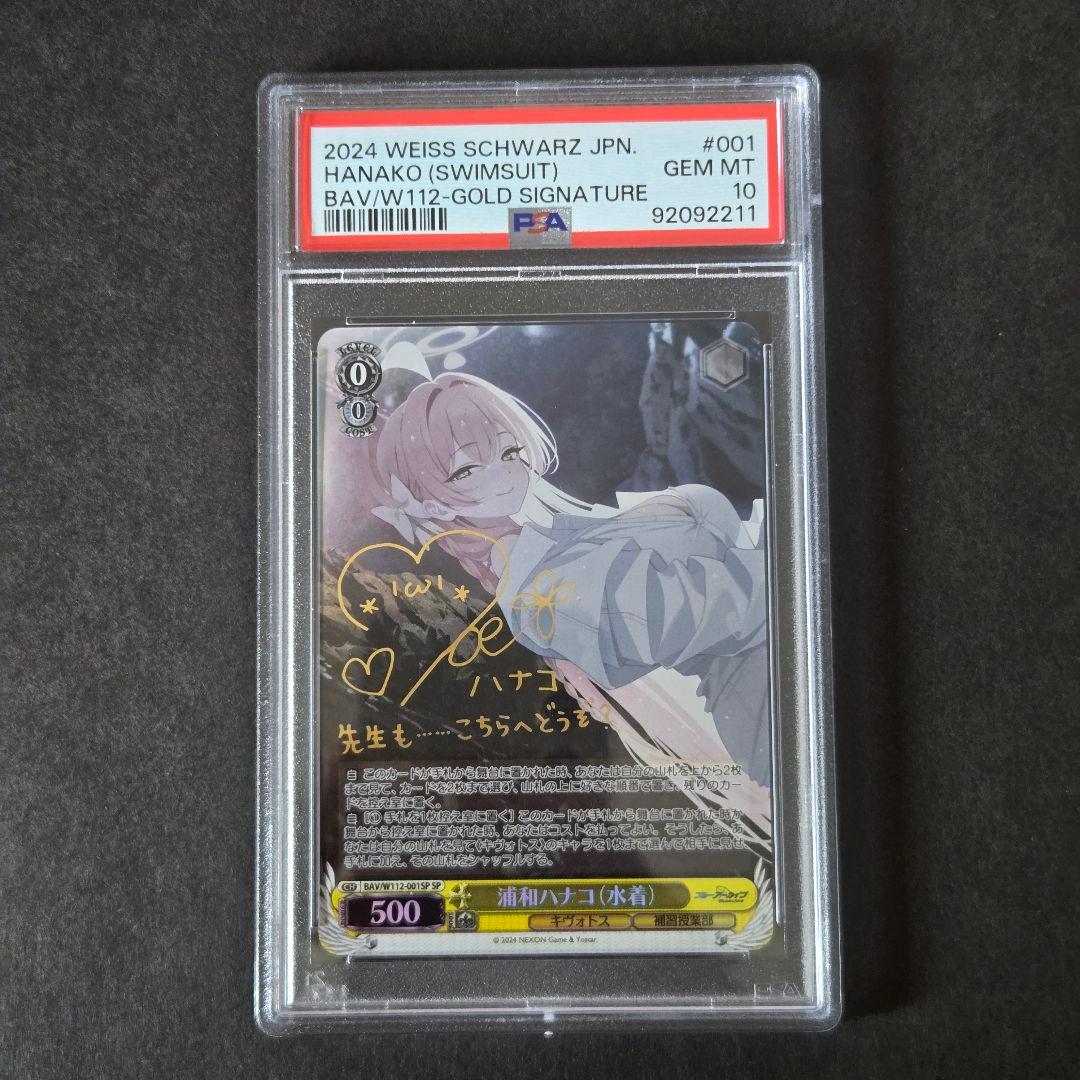 2024 WEISS SCHWARZ JPN. #001
HANAKO (SWIMSUIT) GEM MT
BAV/W112-GOLD SIGNATURE 10
PSA 92092211
LEVEL
0
0
COST
ハナコ
先生も……こちらへどうぞ?
このカードが手札から舞台に置かれた時、あなたは自分の山札を上から2枚
まで見て、カードを2枚まで選び、山札の上に好きな順番で置き、残りのカー
ドを控え室に置く。
【① 手札を1枚控え室に置く】 このカードが手札から舞台に置かれた時か
舞台から控え室に置かれた時、あなたはコストを払ってよい。そうしたら、あ
なたは自分の山札を見て《キヴォトス》のキャラを1枚まで選んで相手に見せ、
手札に加え、その山札をシャッフルする。
CH BAV/W112-001SP SP
500
浦和ハナコ(水着)
キヴォトス 補習授業部
© 2024 NEXON Game & Yostar
PSA